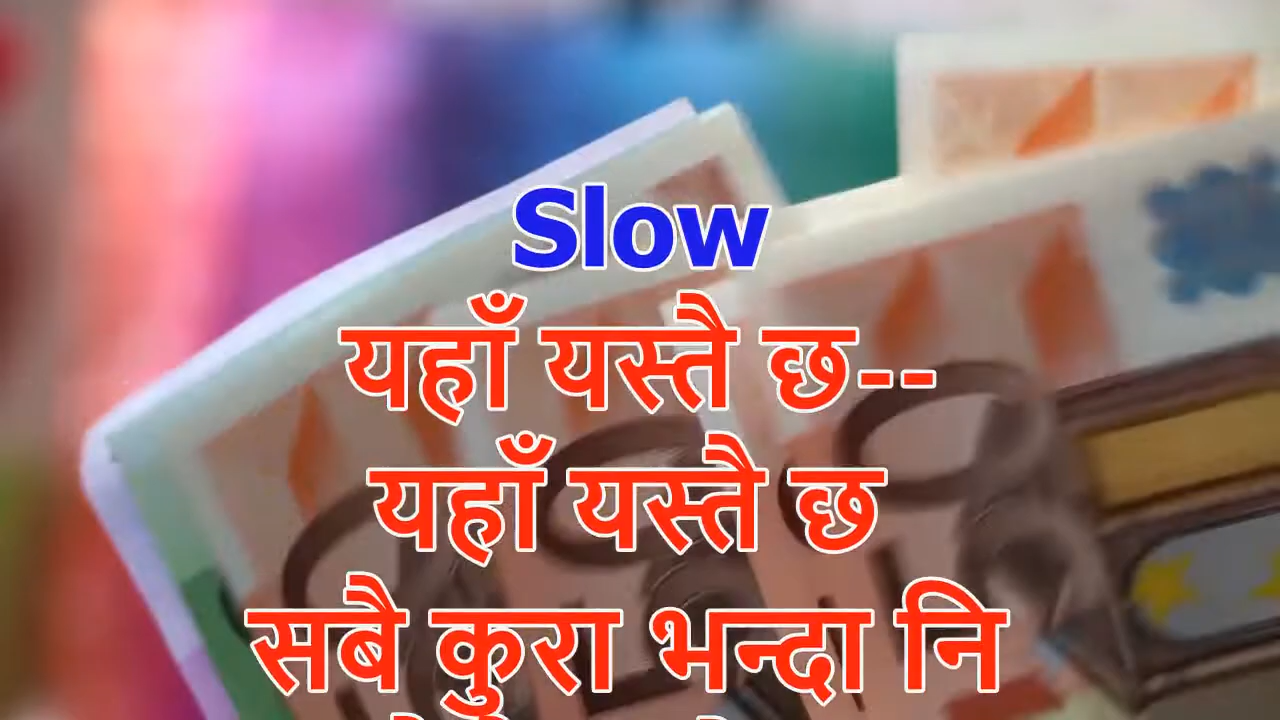 Slow
यहाँ यस्तै छ--
यहाँ यस्तै छ
सबै कुरा भन्दा नि